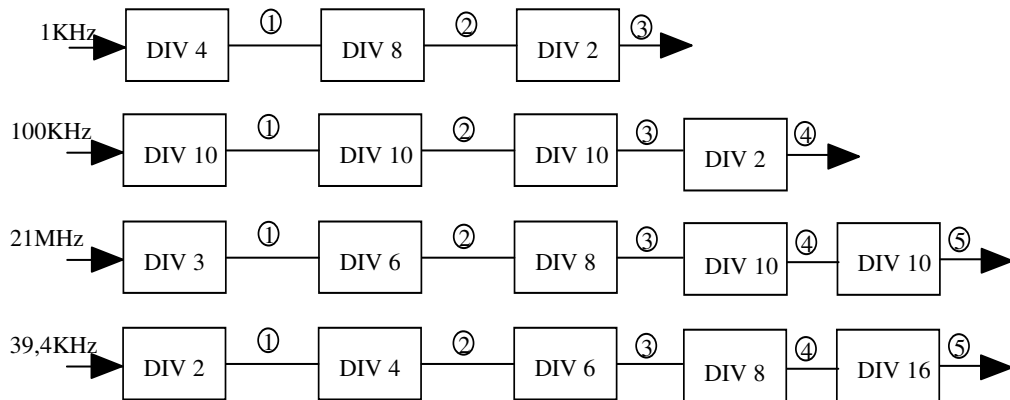 1KHz DIV 4 ① DIV 8 ② DIV 2 ③
100KHz DIV 10 ① DIV 10 ② DIV 10 ③ DIV 2 ④
21MHz DIV 3 ① DIV 6 ② DIV 8 ③ DIV 10 ④ DIV 10 ⑤
39,4KHz DIV 2 ① DIV 4 ② DIV 6 ③ DIV 8 ④ DIV 16 ⑤